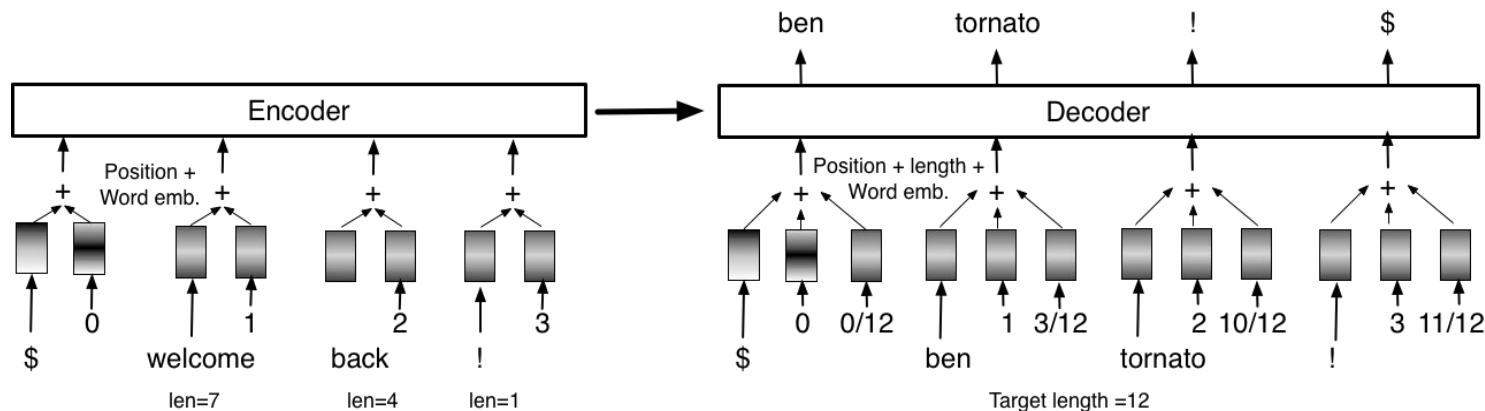 ben tornato ! $
Encoder
Decoder
Position +
Word emb.
+ + + +
Position + length +
Word emb.
+ + + +
0 1 2 3
0 0/12 1 3/12 2 10/12 3 11/12
$ welcome back !
$ ben tornato !
len=7 len=4 len=1
Target length =12